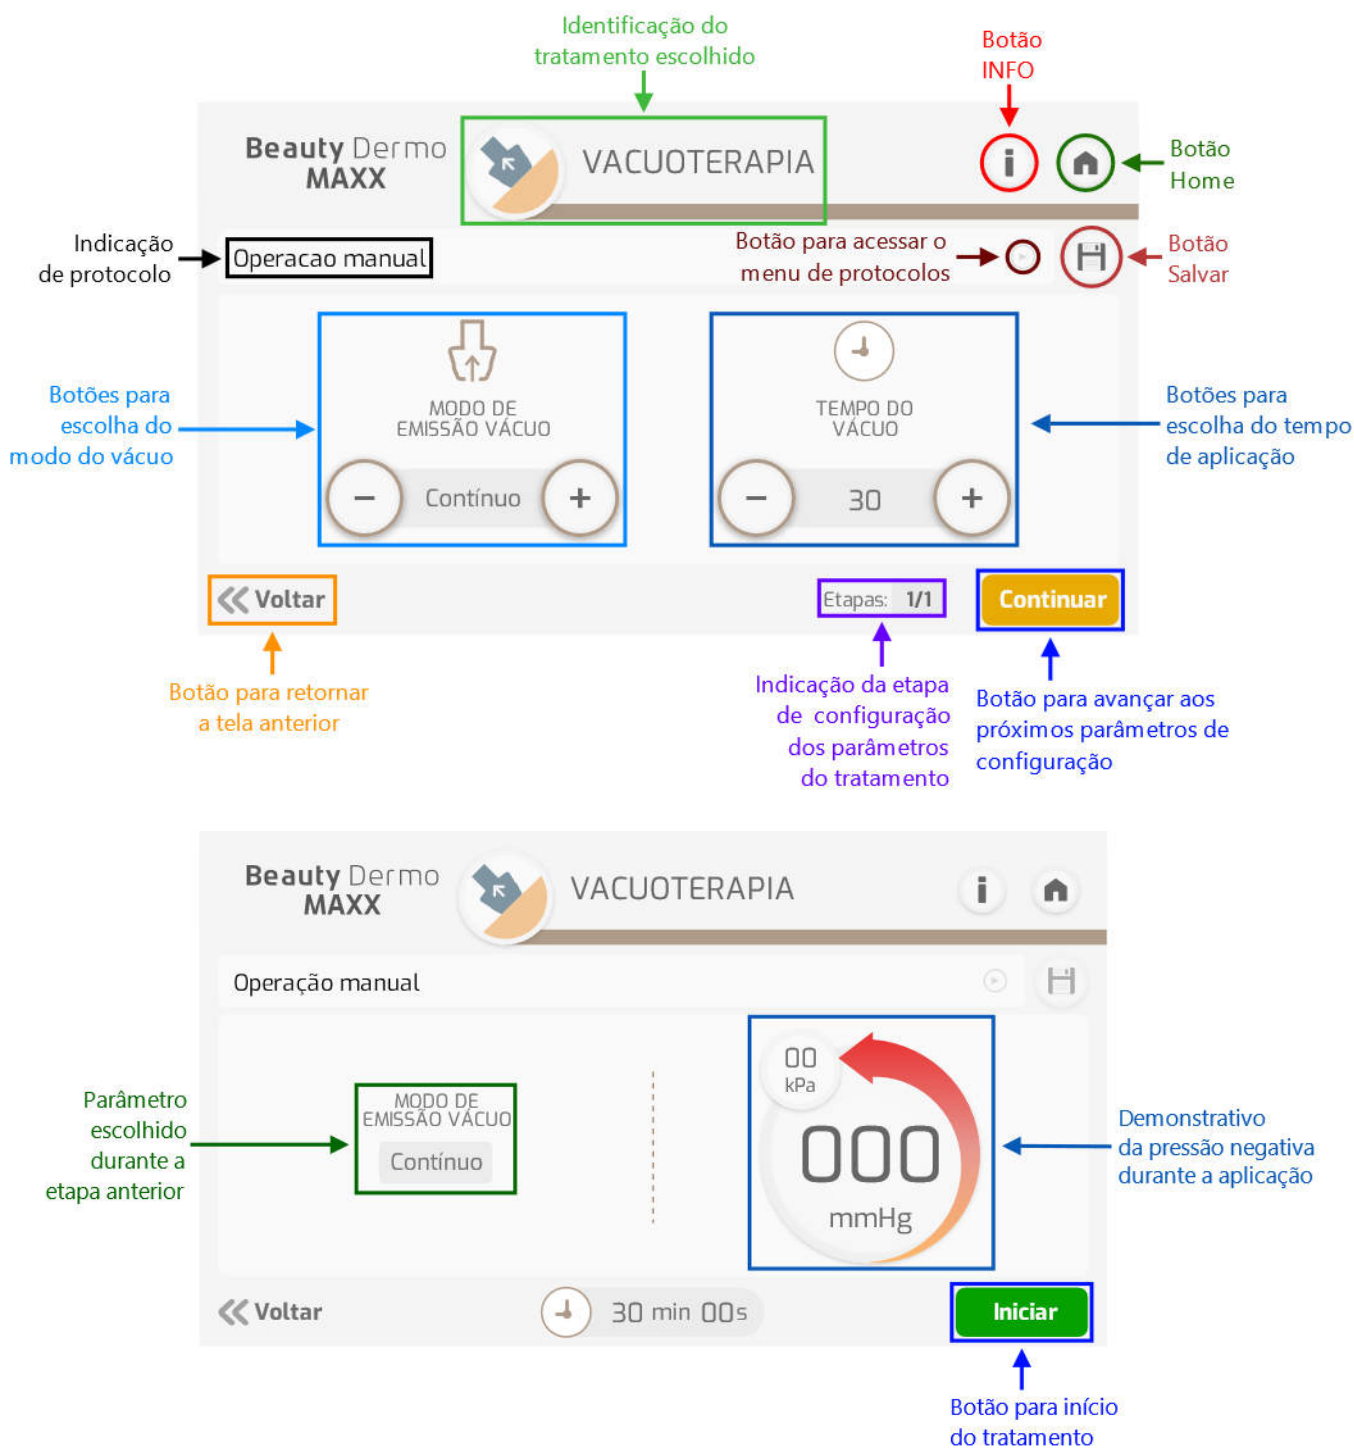 Identificação do
tratamento escolhido
Botão
INFO
Beauty Dermo
MAXX
VACUOTERAPIA
i
Botão
Home
Indicação
de protocolo
Operacao manual
Botão para acessar o
menu de protocolos
Botão
Salvar
Botões para
escolha do
modo do vácuo
MODO DE
EMISSÃO VÁCUO
− Contínuo +
TEMPO DO
VÁCUO
− 30 +
Botões para
escolha do tempo
de aplicação
Voltar
Etapas: 1/1
Continuar
Botão para retornar
a tela anterior
Indicação da etapa
de configuração
dos parâmetros
do tratamento
Botão para avançar aos
próximos parâmetros de
configuração
Beauty Dermo
MAXX
VACUOTERAPIA
i
Operação manual
Parâmetro
escolhido
durante a
etapa anterior
MODO DE
EMISSÃO VÁCUO
Contínuo
00
kPa
000
mmHg
Demonstrativo
da pressão negativa
durante a aplicação
Voltar
30 min 00s
Iniciar
Botão para início
do tratamento